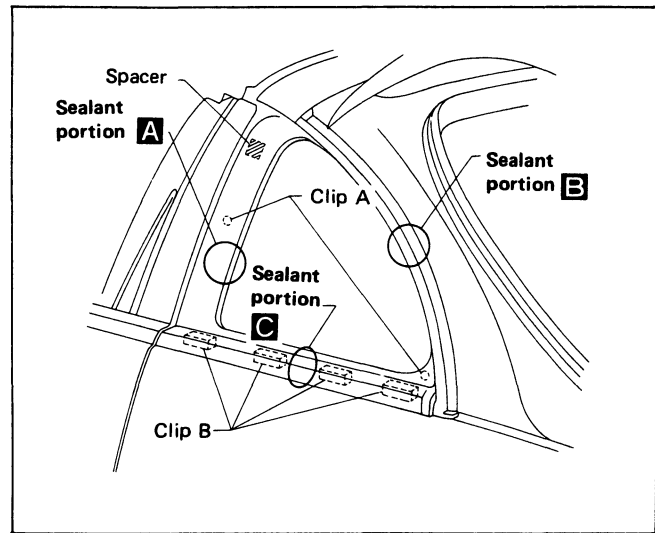 Spacer
Sealant
portion A
Clip A
Sealant
portion B
Sealant
portion
C
Clip B